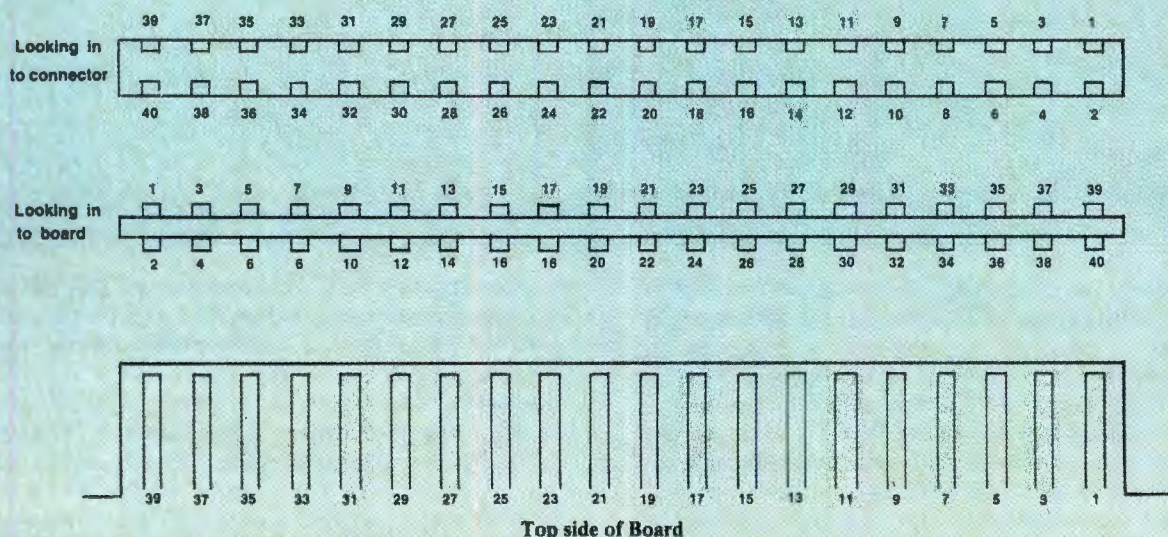 39 37 35 33 31 29 27 25 23 21 19 17 15 13 11 9 7 5 3 1
Looking in
to connector
40 38 36 34 32 30 28 26 24 22 20 18 16 14 12 10 8 6 4 2
1 3 5 7 9 11 13 15 17 19 21 23 25 27 29 31 33 35 37 39
Looking in
to board
2 4 6 8 10 12 14 16 18 20 22 24 26 28 30 32 34 36 38 40
39 37 35 33 31 29 27 25 23 21 19 17 15 13 11 9 7 5 3 1
Top side of Board